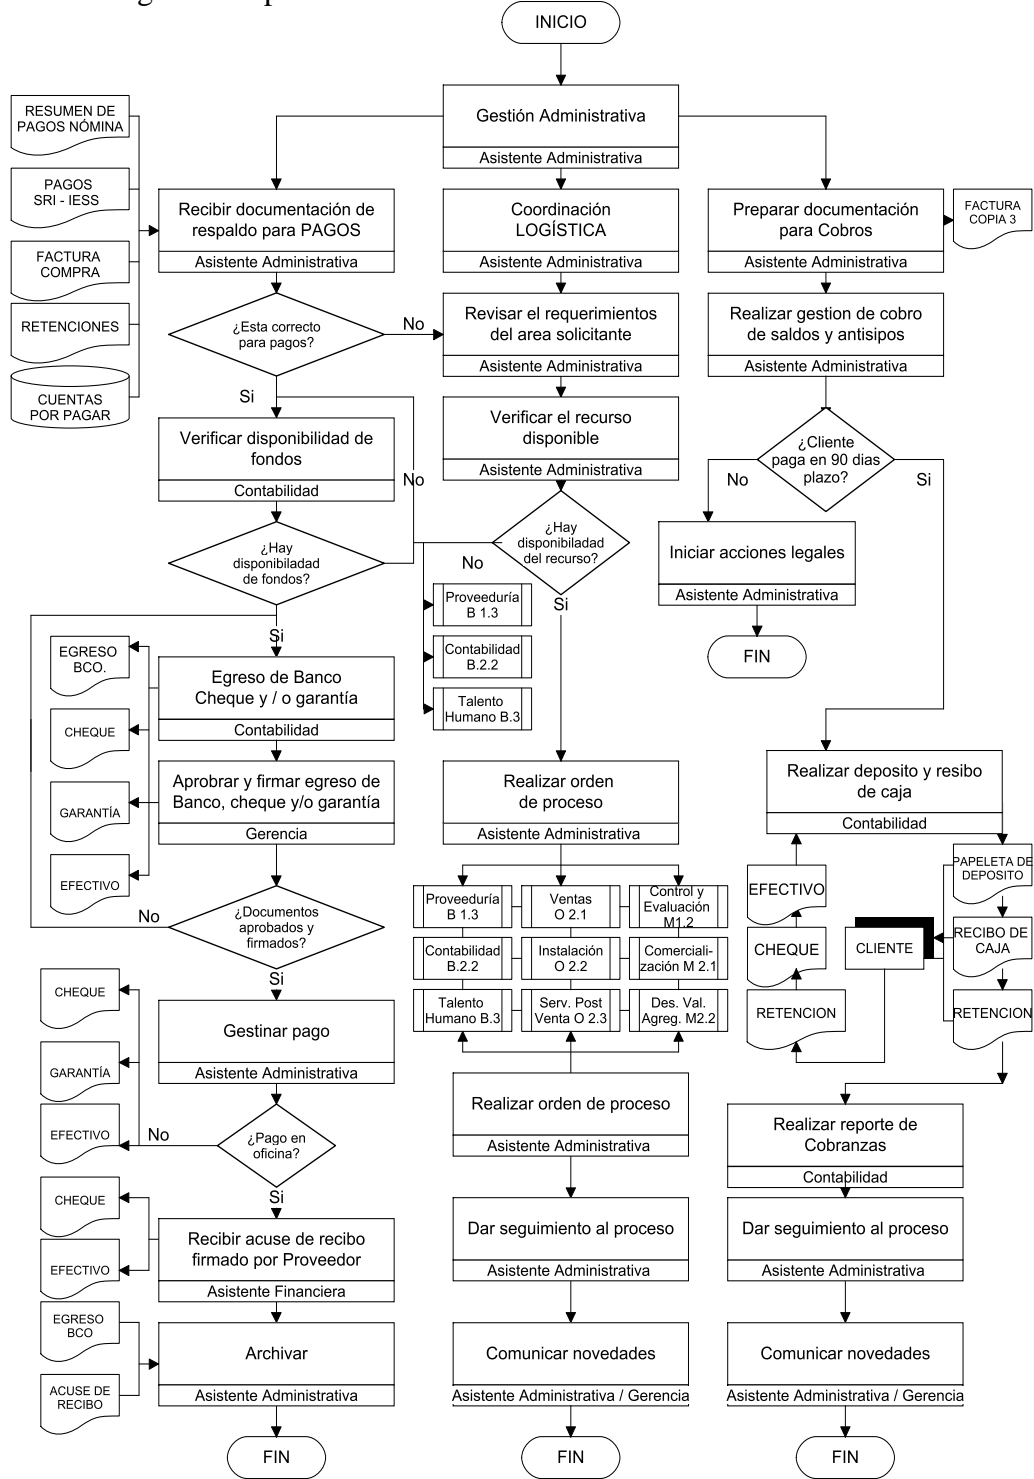 INICIO
Gestión Administrativa
Asistente Administrativa
RESUMEN DE
PAGOS NÓMINA
PAGOS
SRI - IESS
FACTURA
COMPRA
RETENCIONES
CUENTAS
POR PAGAR
Recibir documentación de
respaldo para PAGOS
Asistente Administrativa
¿Esta correcto
para pagos?
No
Si
Verificar disponibilidad de
fondos
Contabilidad
¿Hay
disponibiladad
de fondos?
No
Si
EGRESO
BCO.
CHEQUE
GARANTÍA
EFECTIVO
Egreso de Banco
Cheque y / o garantía
Contabilidad
Aprobrar y firmar egreso de
Banco, cheque y/o garantía
Gerencia
¿Documentos
aprobados y
firmados?
No
Si
CHEQUE
GARANTÍA
EFECTIVO
Gestinar pago
Asistente Administrativa
¿Pago en
oficina?
No
Si
CHEQUE
EFECTIVO
Recibir acuse de recibo
firmado por Proveedor
Asistente Financiera
EGRESO
BCO
ACUSE DE
RECIBO
Archivar
Asistente Administrativa
FIN
Coordinación
LOGÍSTICA
Asistente Administrativa
Revisar el requerimientos
del area solicitante
Asistente Administrativa
Verificar el recurso
disponible
Asistente Administrativa
¿Hay
disponibiladad
del recurso?
No
Si
Proveeduría
B 1.3
Contabilidad
B.2.2
Talento
Humano B.3
Realizar orden
de proceso
Asistente Administrativa
Proveeduría
B 1.3
Ventas
O 2.1
Control y
Evaluación
M1.2
Contabilidad
B.2.2
Instalación
O 2.2
Comerciali-
zación M 2.1
Talento
Humano B.3
Serv. Post
Venta O 2.3
Des. Val.
Agreg. M2.2
Realizar orden de proceso
Asistente Administrativa
Dar seguimiento al proceso
Asistente Administrativa
Comunicar novedades
Asistente Administrativa / Gerencia
FIN
Preparar documentación
para Cobros
Asistente Administrativa
FACTURA
COPIA 3
Realizar gestion de cobro
de saldos y antisipos
Asistente Administrativa
¿Cliente
paga en 90 dias
plazo?
No
Si
Iniciar acciones legales
Asistente Administrativa
FIN
Realizar deposito y resibo
de caja
Contabilidad
EFECTIVO
CHEQUE
RETENCION
CLIENTE
PAPELETA DE
DEPOSITO
RECIBO DE
CAJA
RETENCION
Realizar reporte de
Cobranzas
Contabilidad
Dar seguimiento al proceso
Asistente Administrativa
Comunicar novedades
Asistente Administrativa / Gerencia
FIN